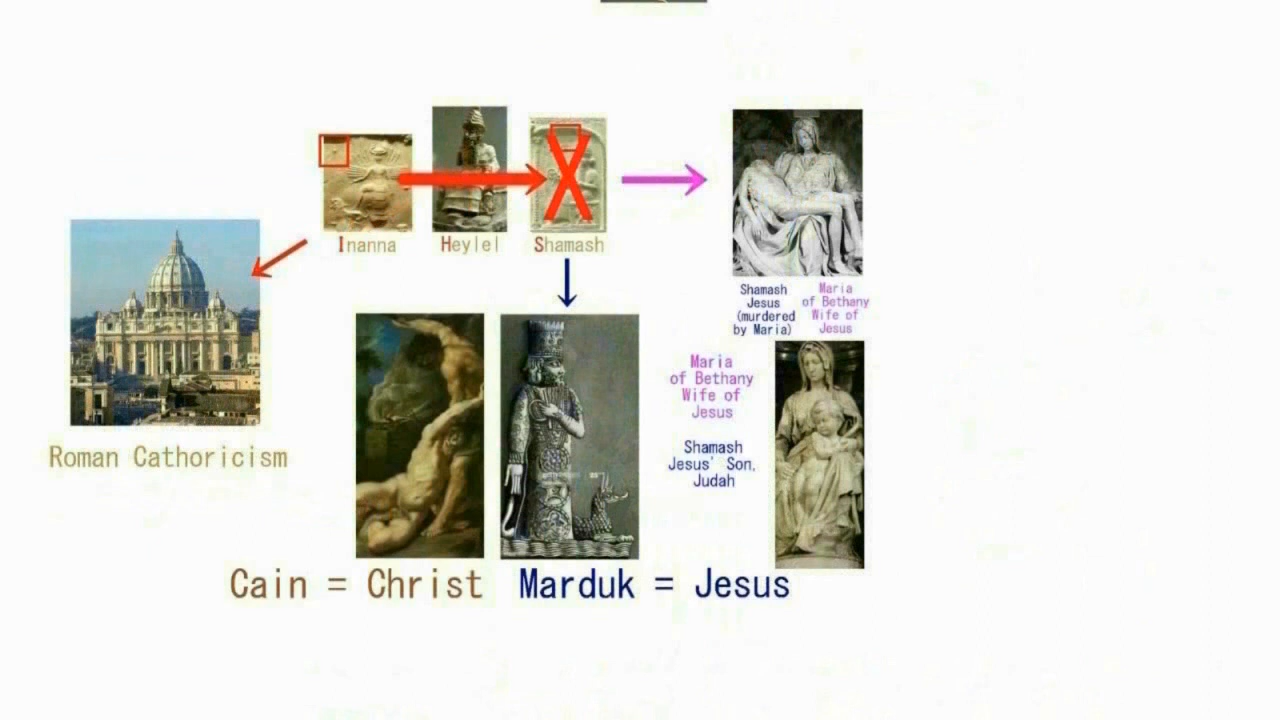 Inanna
Heylel
Shamash
Roman Cathoricism
Shamash
Jesus
(murdered
by Maria)
Maria
of Bethany
Wife of
Jesus
Maria
of Bethany
Wife of
Jesus
Shamash
Jesus' Son,
Judah
Cain = Christ
Marduk = Jesus